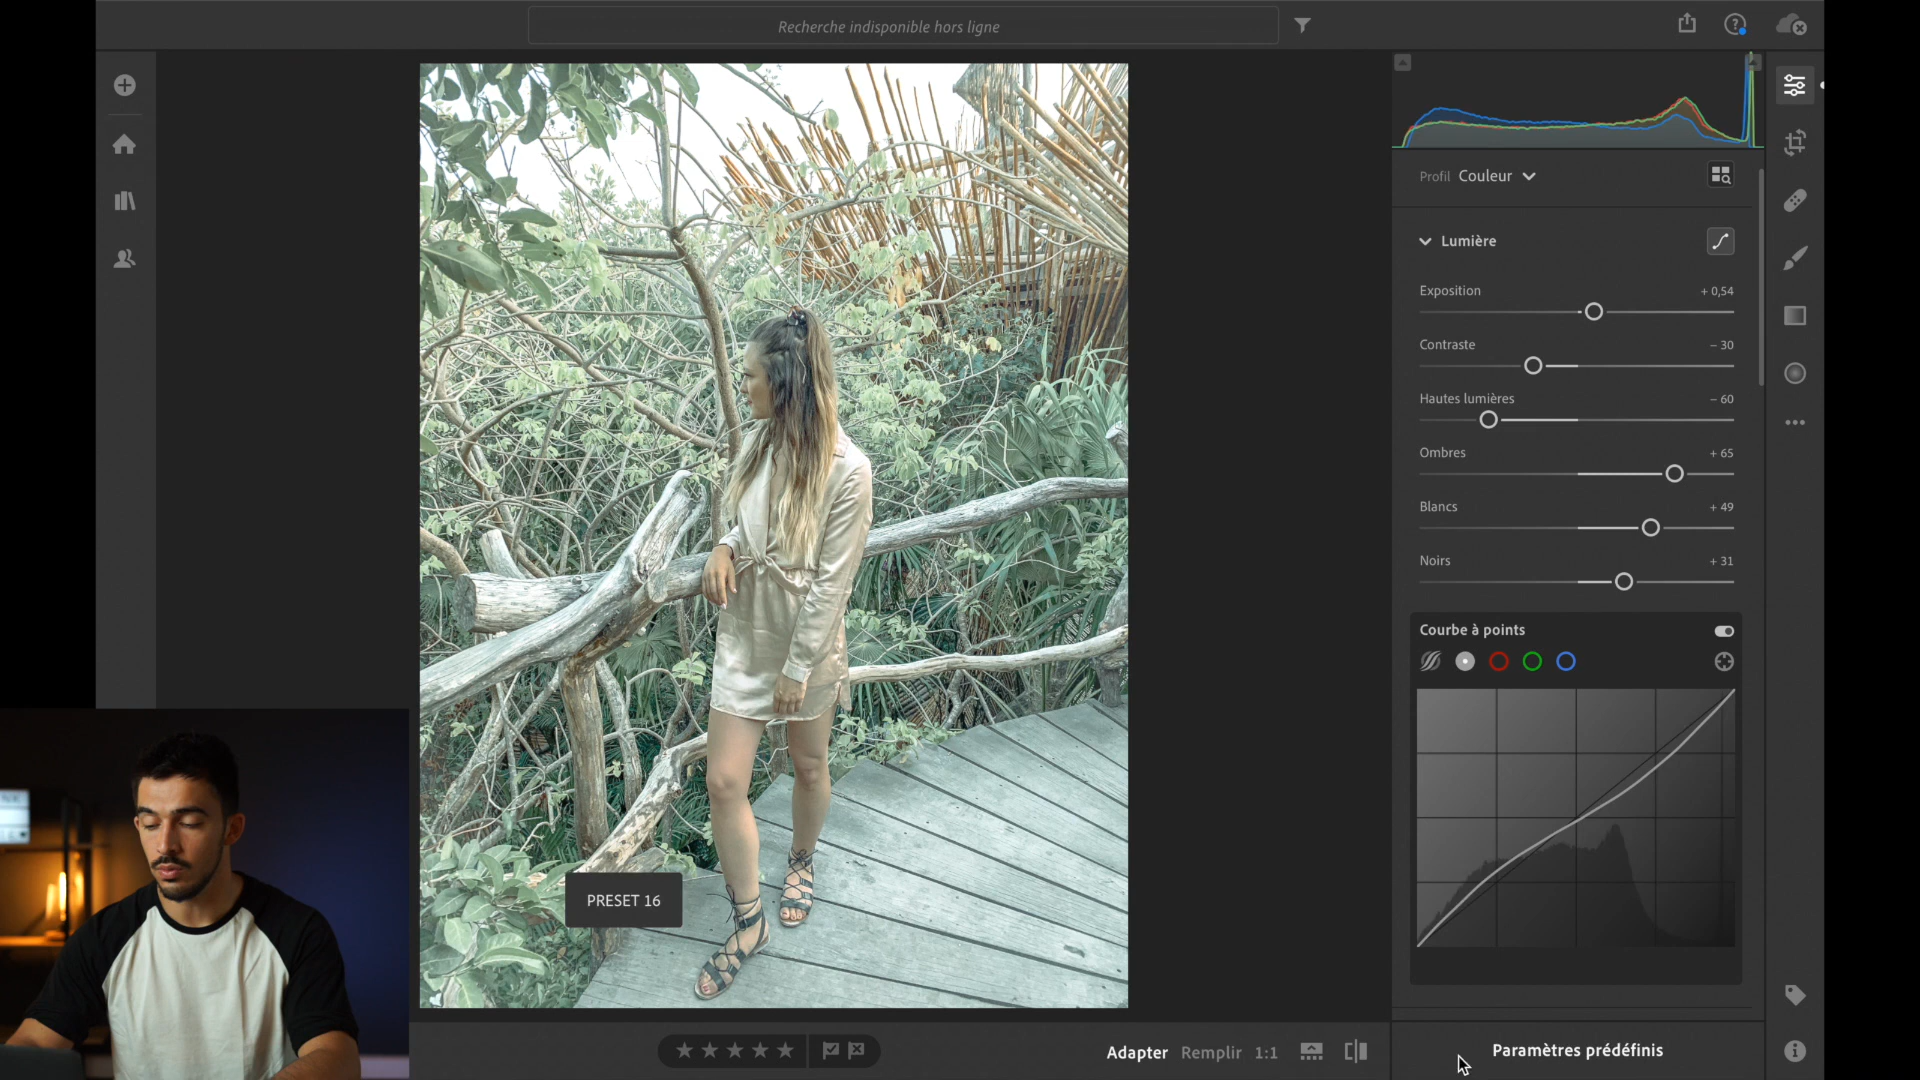 Recherche indisponible hors ligne
Profil Couleur
Lumière
Exposition + 0,54
Contraste – 30
Hautes lumières – 60
Ombres + 65
Blancs + 49
Noirs + 31
Courbe à points
PRESET 16
Adapter Remplir 1:1
Paramètres prédéfinis